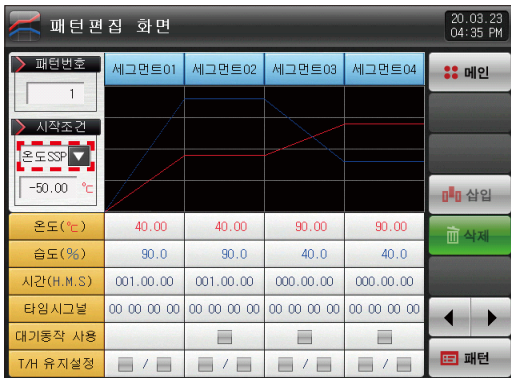 패턴편집 화면
20.03.23
04:35 PM
패턴번호
1
시작조건
온도SSP
-50.00 ℃
세그먼트01 세그먼트02 세그먼트03 세그먼트04
온도(℃) 40.00 40.00 90.00 90.00
습도(%) 90.0 90.0 40.0 40.0
시간(H.M.S) 001.00.00 001.00.00 000.00.00 000.00.00
타임시그널 00 00 00 00 00 00 00 00 00 00 00 00 00 00 00 00
대기동작 사용
T/H 유지설정 / / / /
메인
삽입
삭제
패턴